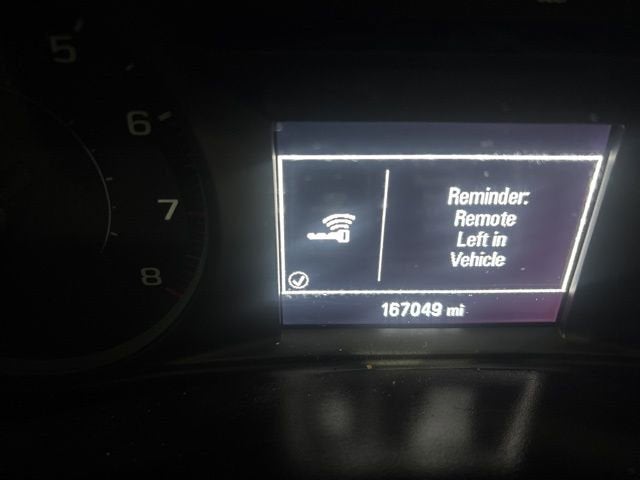 5
6
7
8
Reminder:
Remote
Left in
Vehicle
167049 mi